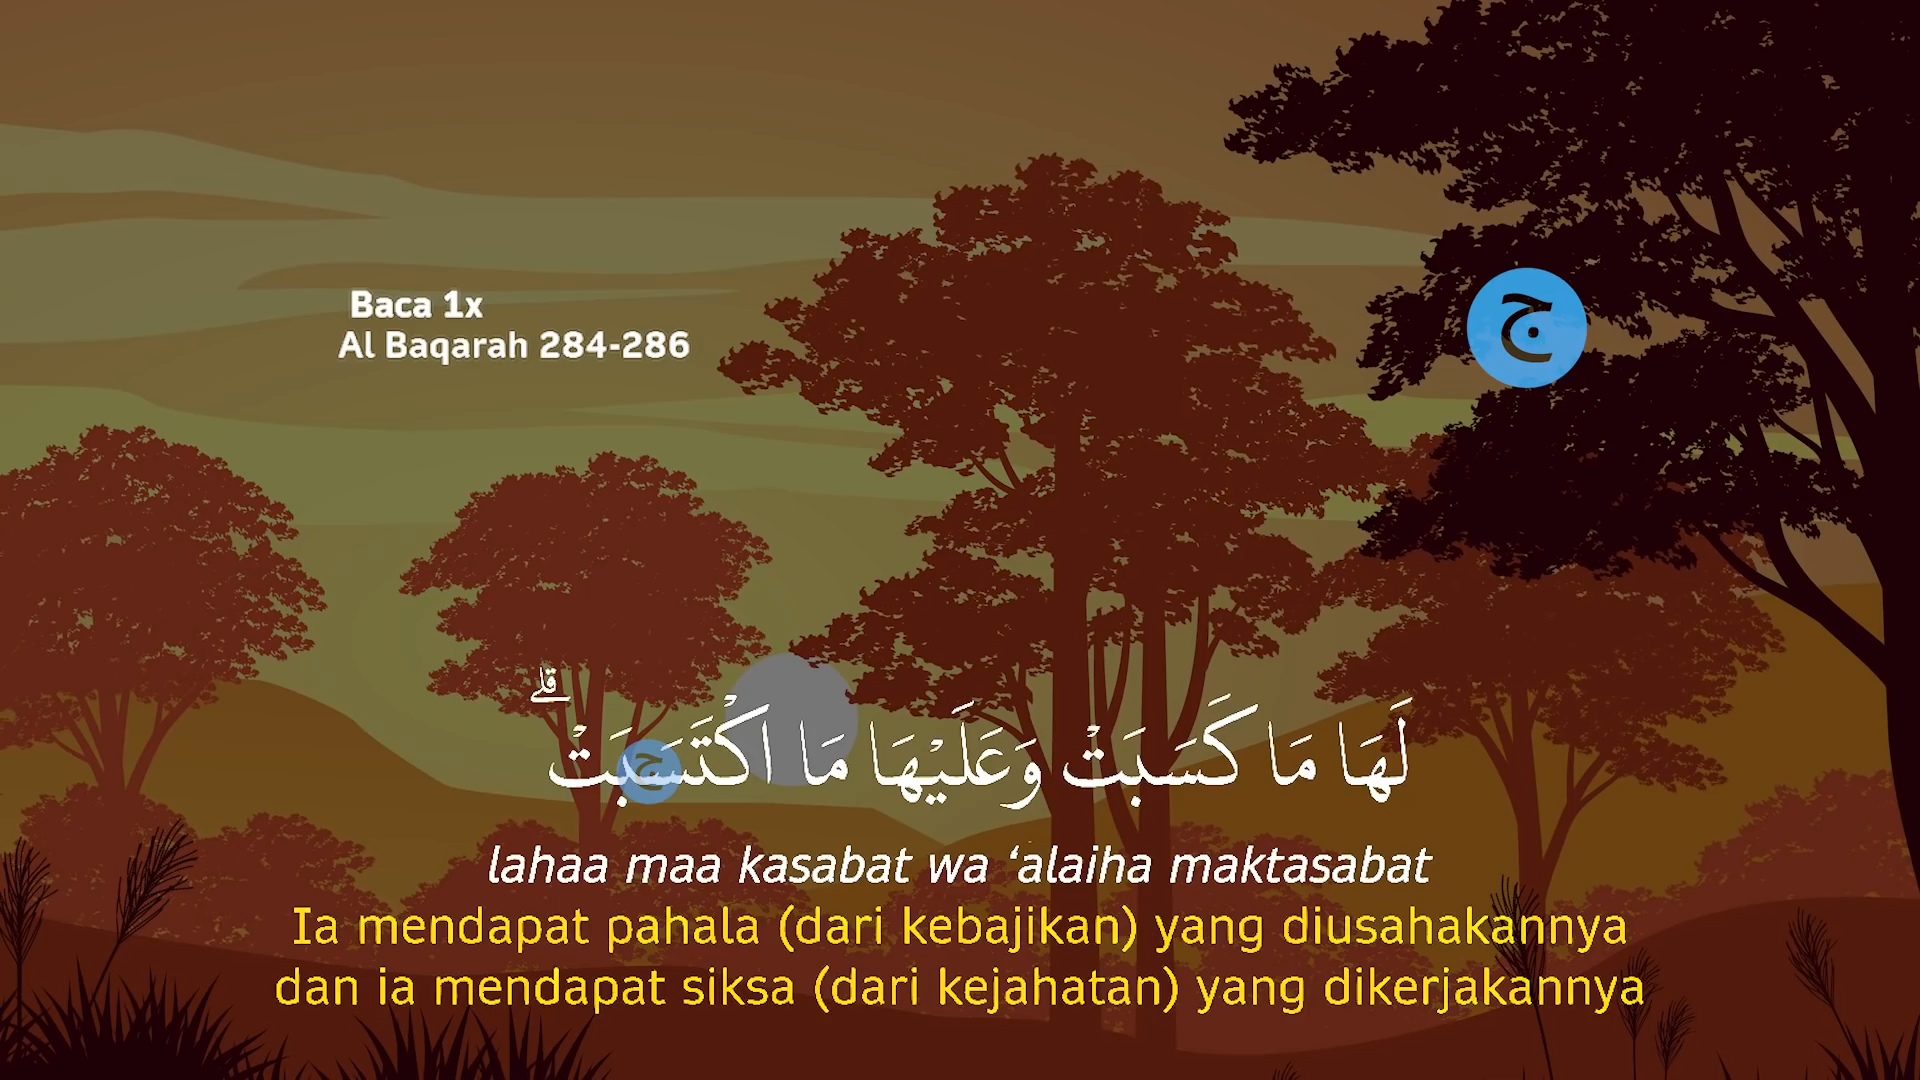 Baca 1x
Al Baqarah 284-286
ج
لَهَا مَا كَسَبَتْ وَعَلَيْهَا مَا اكْتَسَبَتْ ۗ
ج
lahaa maa kasabat wa ‘alaiha maktasabat
Ia mendapat pahala (dari kebajikan) yang diusahakannya
dan ia mendapat siksa (dari kejahatan) yang dikerjakannya